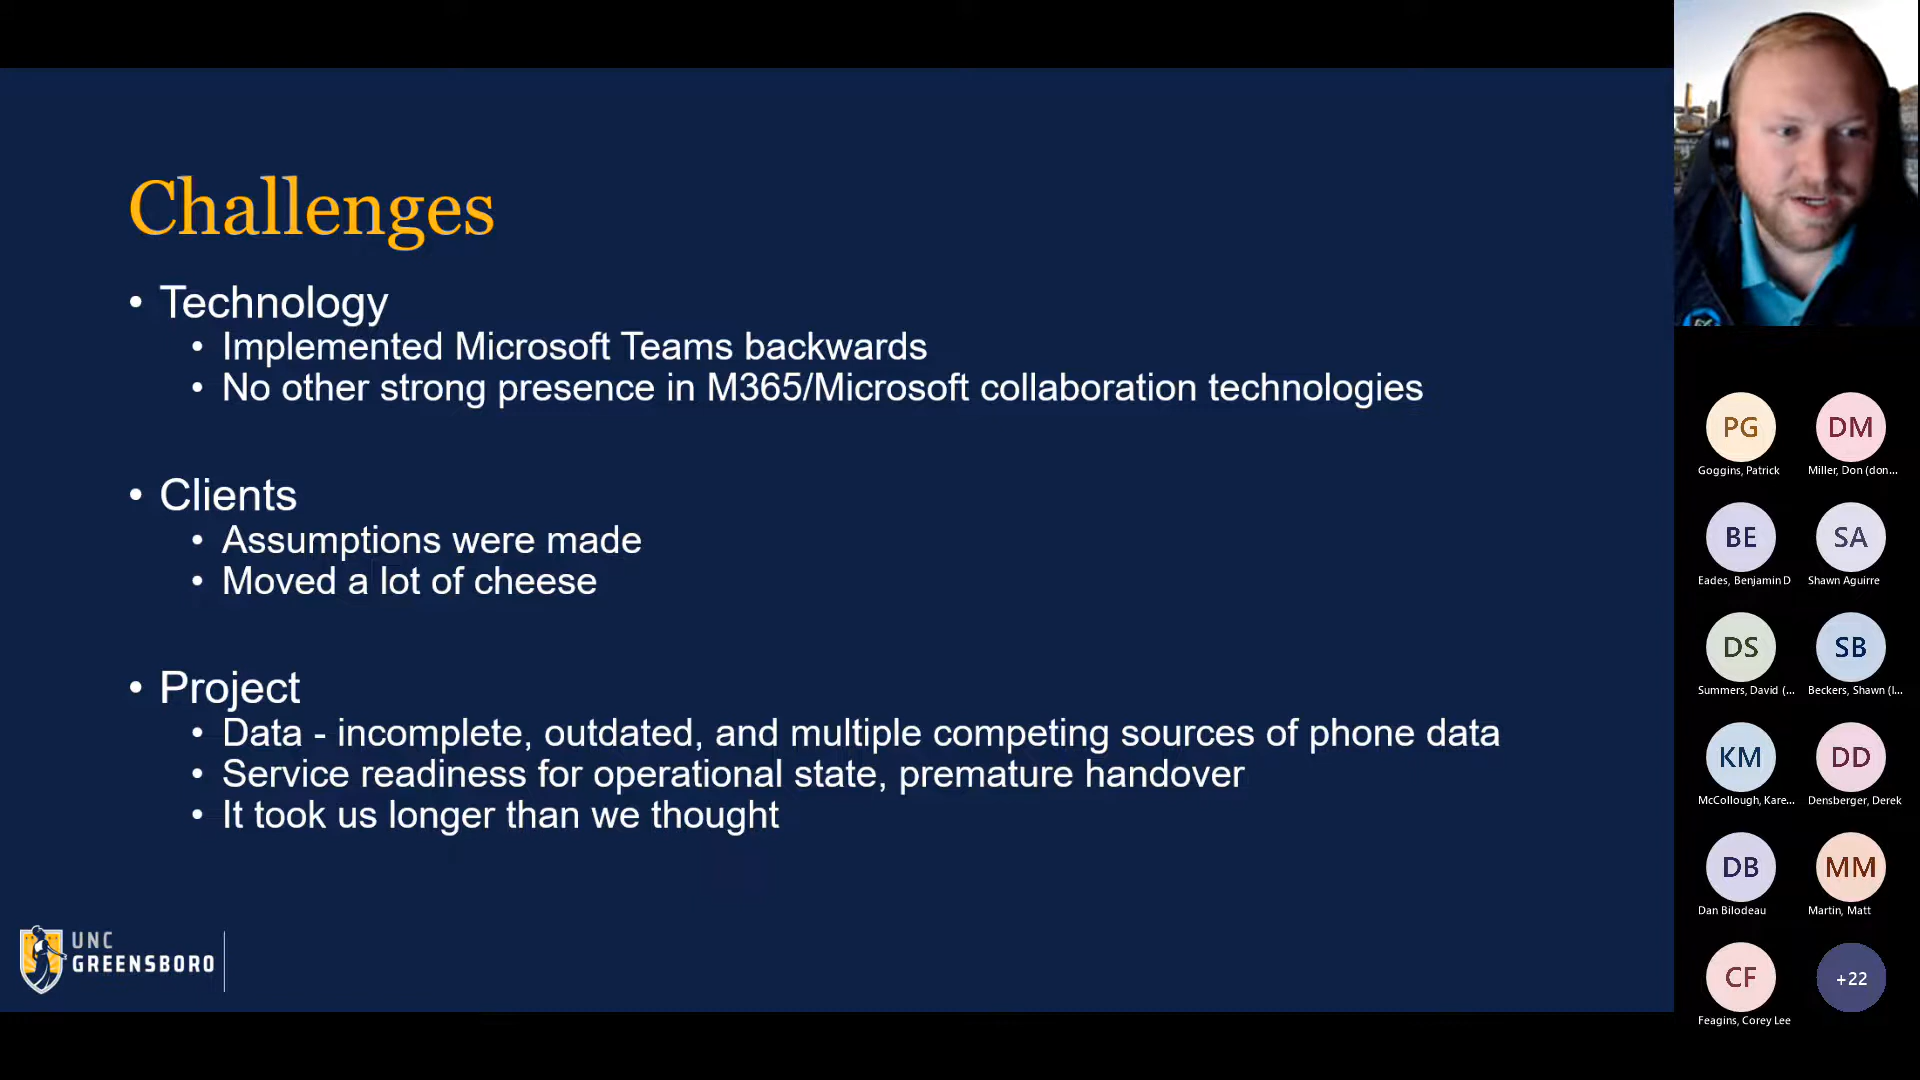 Challenges
• Technology
• Implemented Microsoft Teams backwards
• No other strong presence in M365/Microsoft collaboration technologies
• Clients
• Assumptions were made
• Moved a lot of cheese
• Project
• Data - incomplete, outdated, and multiple competing sources of phone data
• Service readiness for operational state, premature handover
• It took us longer than we thought
UNC
GREENSBORO
PG DM
Goggins, Patrick Miller, Don (don...
BE SA
Eades, Benjamin D Shawn Aguirre
DS SB
Summers, David (... Beckers, Shawn (I...
KM DD
McCollough, Kare... Densberger, Derek
DB MM
Dan Bilodeau Martin, Matt
CF +22
Feagins, Corey Lee